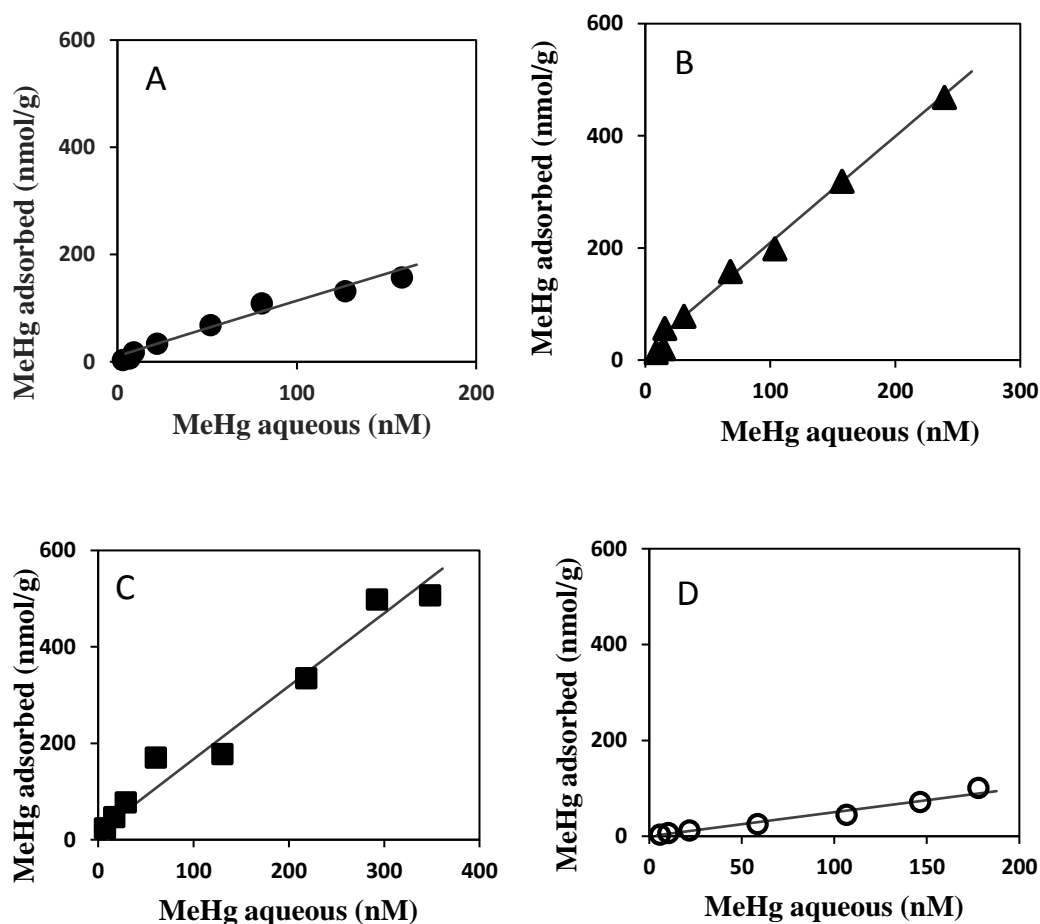 A
MeHg adsorbed (nmol/g)
600
400
200
0
0 100 200
MeHg aqueous (nM)
B
MeHg adsorbed (nmol/g)
600
400
200
0
0 100 200 300
MeHg aqueous (nM)
C
MeHg adsorbed (nmol/g)
600
400
200
0
0 100 200 300 400
MeHg aqueous (nM)
D
MeHg adsorbed (nmol/g)
600
400
200
0
0 50 100 150 200
MeHg aqueous (nM)